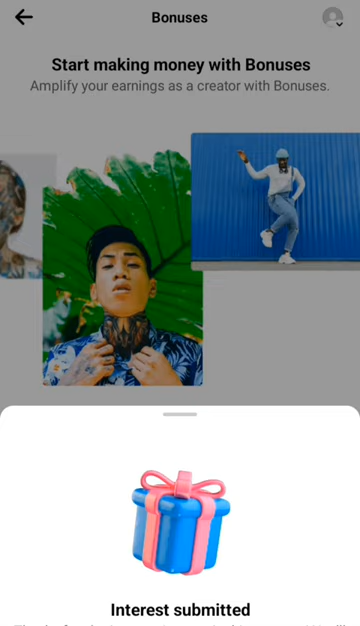 Bonuses
Start making money with Bonuses
Amplify your earnings as a creator with Bonuses.
Interest submitted